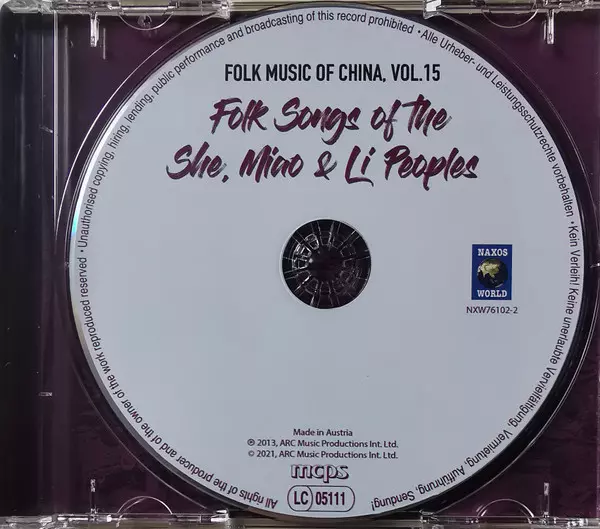 FOLK MUSIC OF CHINA, VOL.15
Folk Songs of the
She, Miao & Li Peoples
NAXOS
WORLD
NXW76102-2
Made in Austria
℗ 2013, ARC Music Productions Int. Ltd.
© 2021, ARC Music Productions Int. Ltd.
mcps
LC 05111
All rights of the producer and of the owner of the work reproduced reserved • Unauthorised copying, hiring, lending, public performance and broadcasting of this record prohibited • Alle Urheber- und Leistungsschutzrechte vorbehalten • Kein Verleih! Keine unerlaubte Vervielfältigung, Vermietung, Aufführung, Sendung!